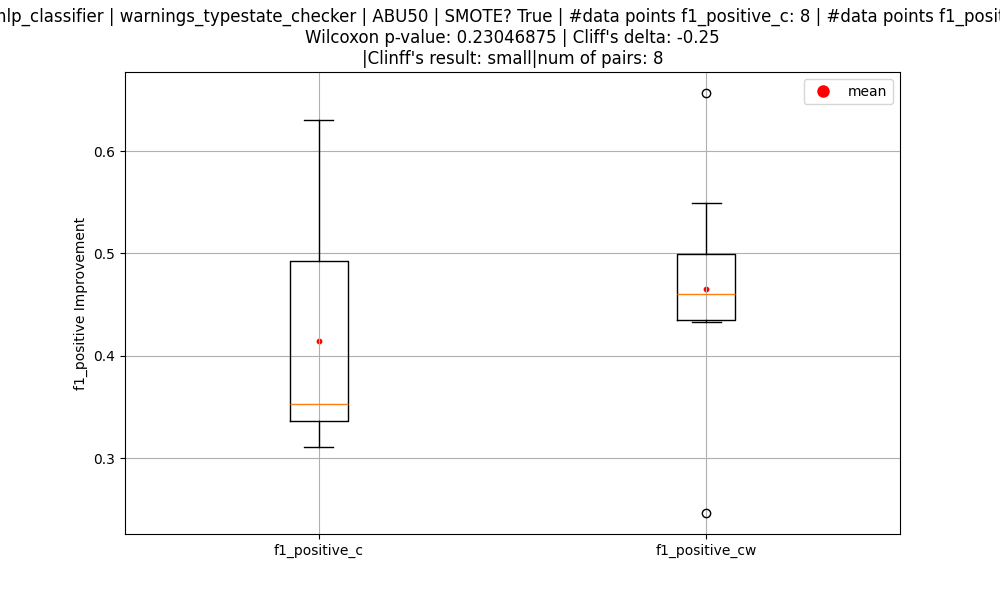 | warnings_typestate_checker | ABU50 | SMOTE? True | #data points f1_positive_c: 8 | #data points
Wilcoxon p-value: 0.23046875 | Cliff's delta: -0.25
|Clinff's result: small|num of pairs: 8
mean
0.6
0.5
0.4
0.3
f1_positive Improvement
f1_positive_c
f1_positive_cw